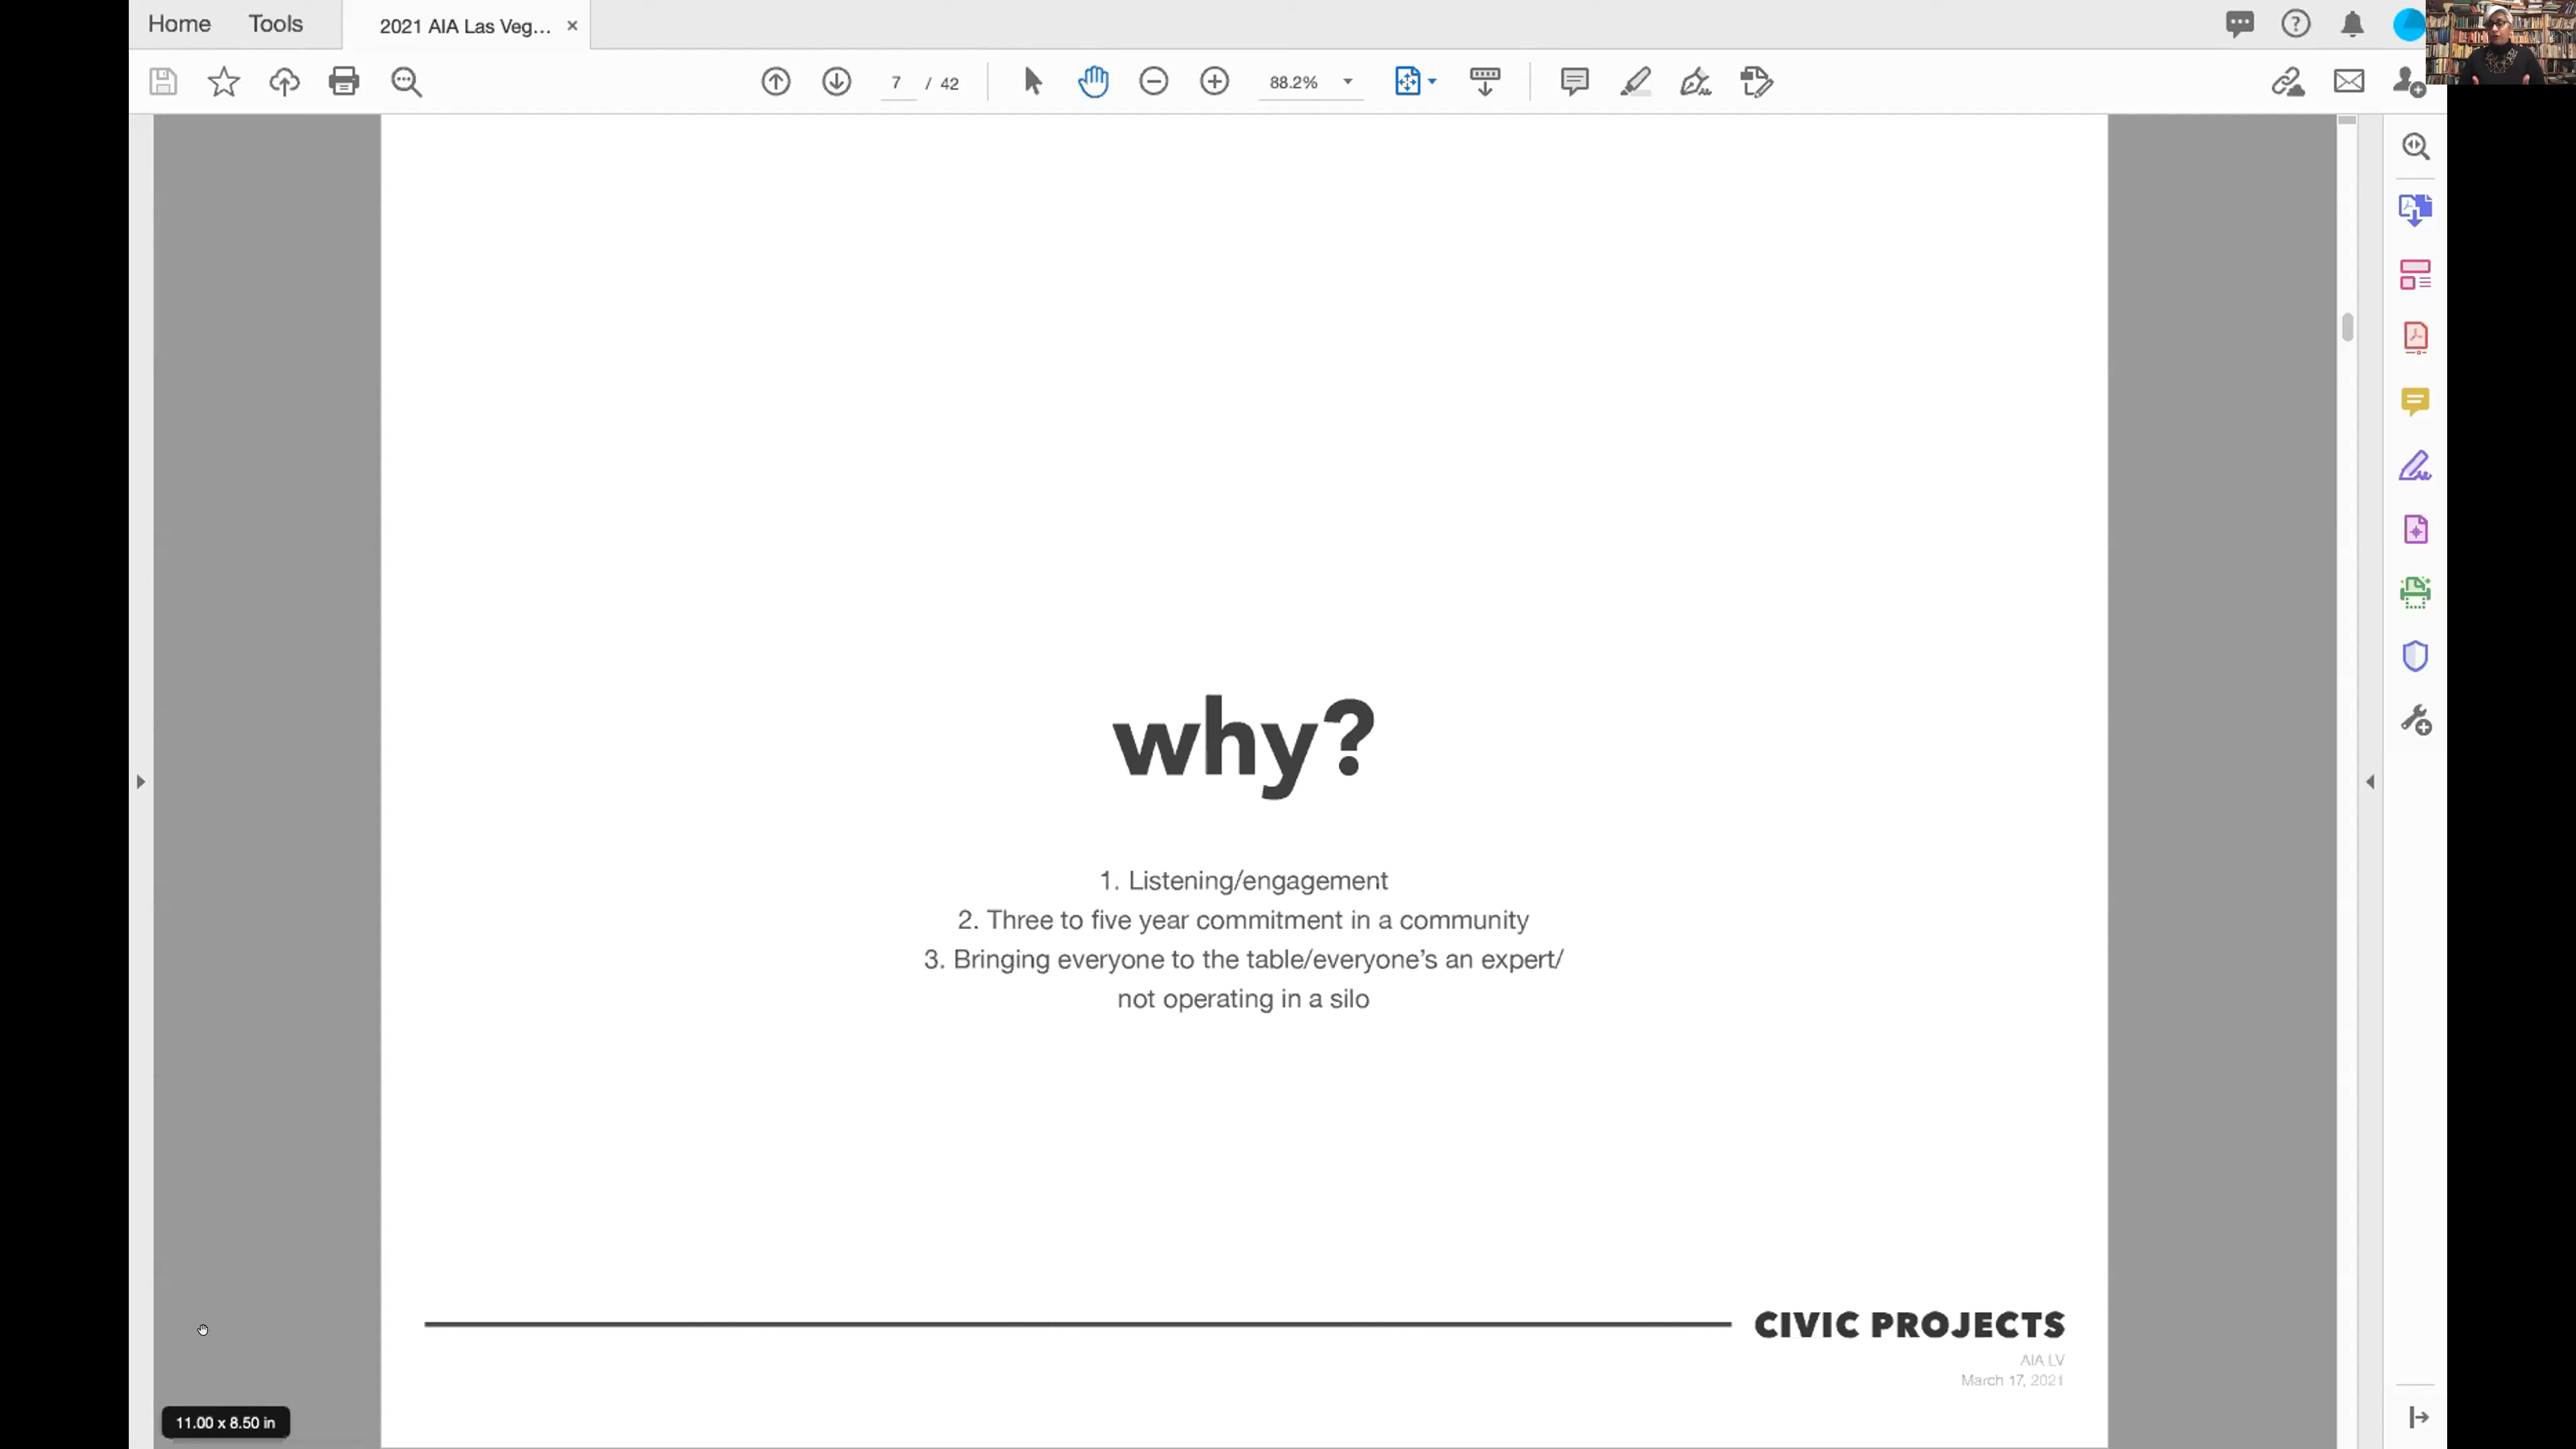 Home
Tools
2021 AIA Las Veg...
7 / 42
88.2%
why?
1. Listening/engagement
2. Three to five year commitment in a community
3. Bringing everyone to the table/everyone’s an expert/
not operating in a silo
CIVIC PROJECTS
AIA LV
March 17, 2021
11.00 x 8.50 in